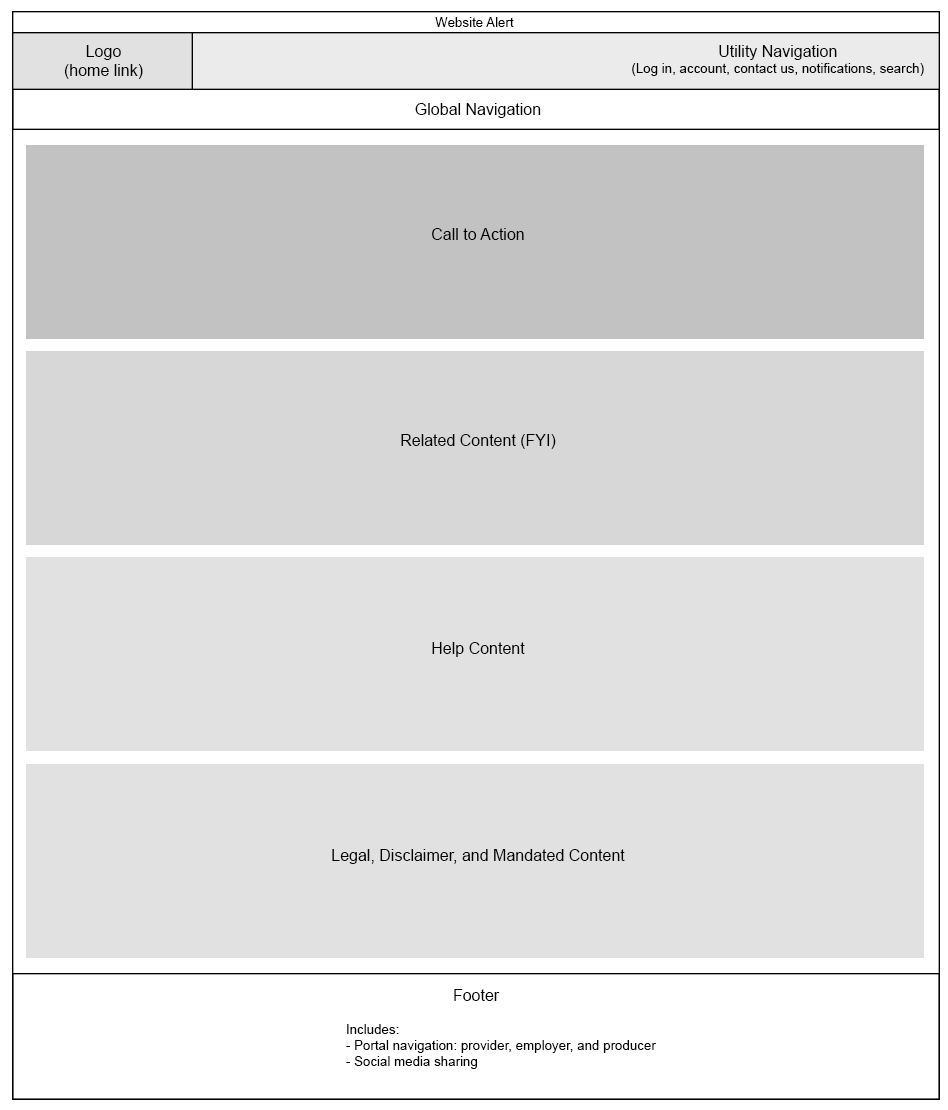 Website Alert
Logo
(home link)
Utility Navigation
(Log in, account, contact us, notifications, search)
Global Navigation
Call to Action
Related Content (FYI)
Help Content
Legal, Disclaimer, and Mandated Content
Footer
Includes:
- Portal navigation: provider, employer, and producer
- Social media sharing